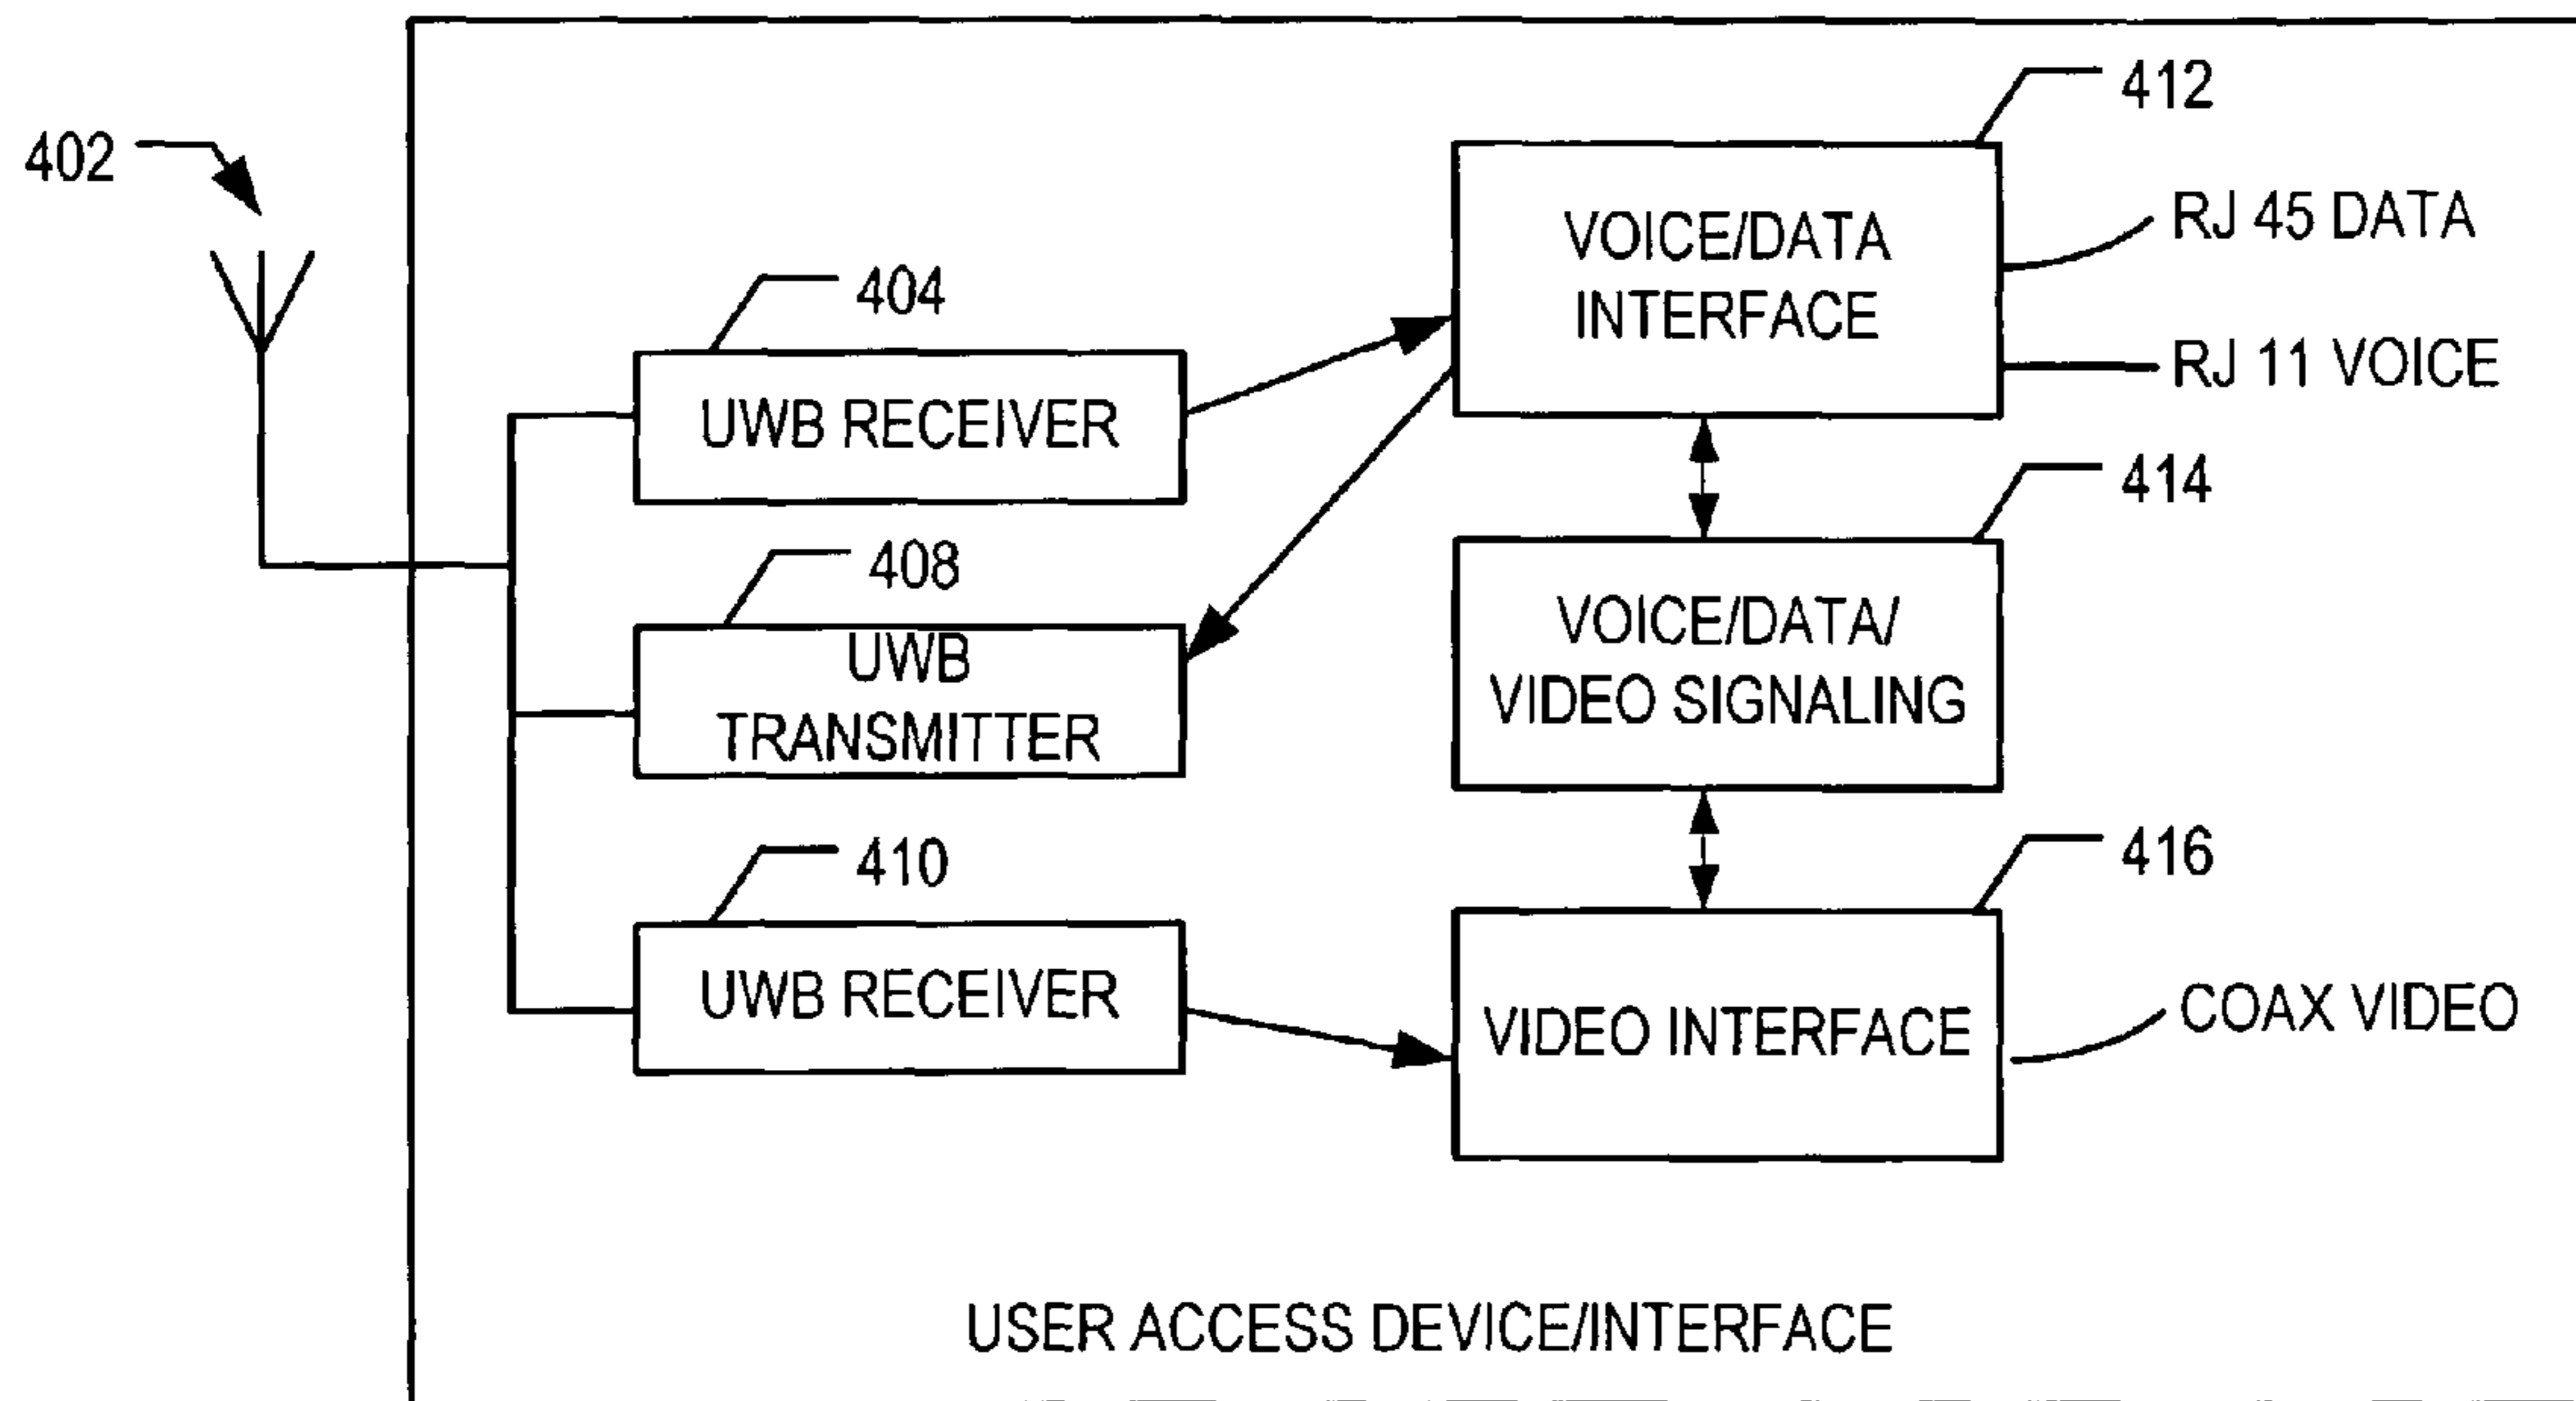 412
402
VOICE/DATA
INTERFACE
RJ 45 DATA
RJ 11 VOICE
404
UWB RECEIVER
414
408
UWB
TRANSMITTER
VOICE/DATA/
VIDEO SIGNALING
410
416
UWB RECEIVER
VIDEO INTERFACE
COAX VIDEO
USER ACCESS DEVICE/INTERFACE